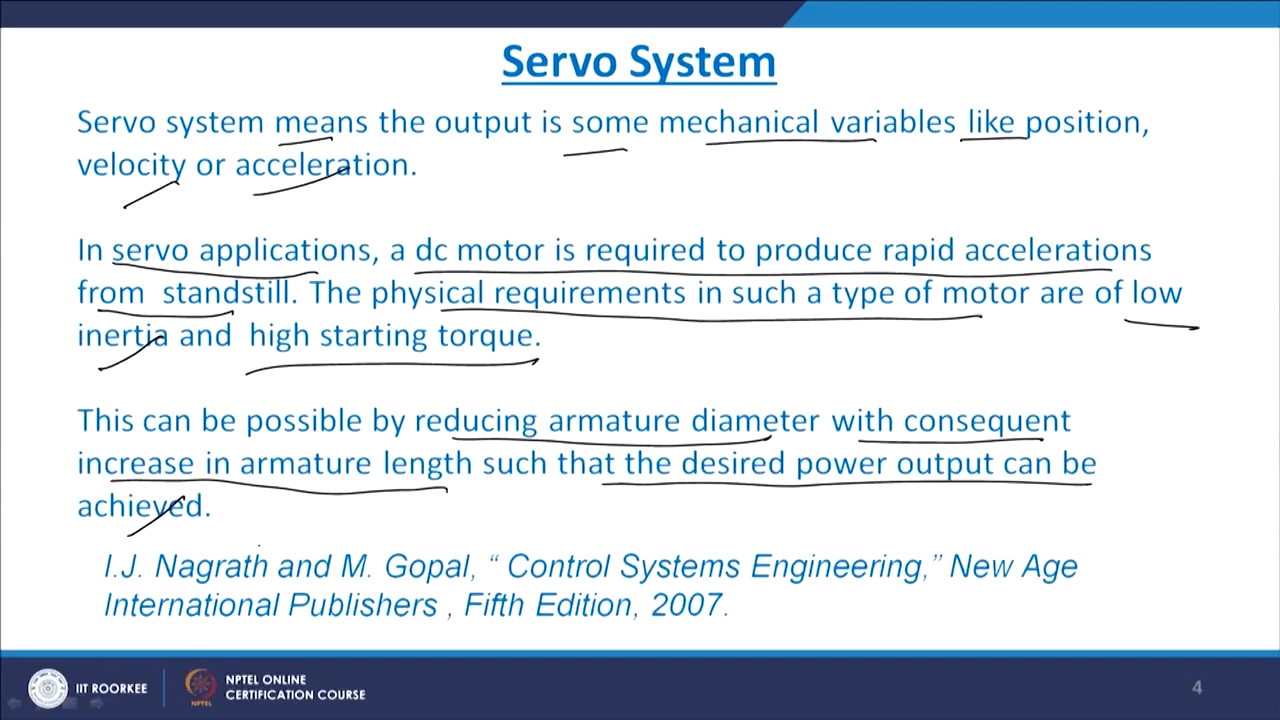 Servo System
Servo system means the output is some mechanical variables like position,
velocity or acceleration.
In servo applications, a dc motor is required to produce rapid accelerations
from standstill. The physical requirements in such a type of motor are of low
inertia and high starting torque.
This can be possible by reducing armature diameter with consequent
increase in armature length such that the desired power output can be
achieved.
I.J. Nagrath and M. Gopal, “ Control Systems Engineering,” New Age
International Publishers , Fifth Edition, 2007.
IIT ROORKEE
NPTEL ONLINE
CERTIFICATION COURSE
NPTEL
4